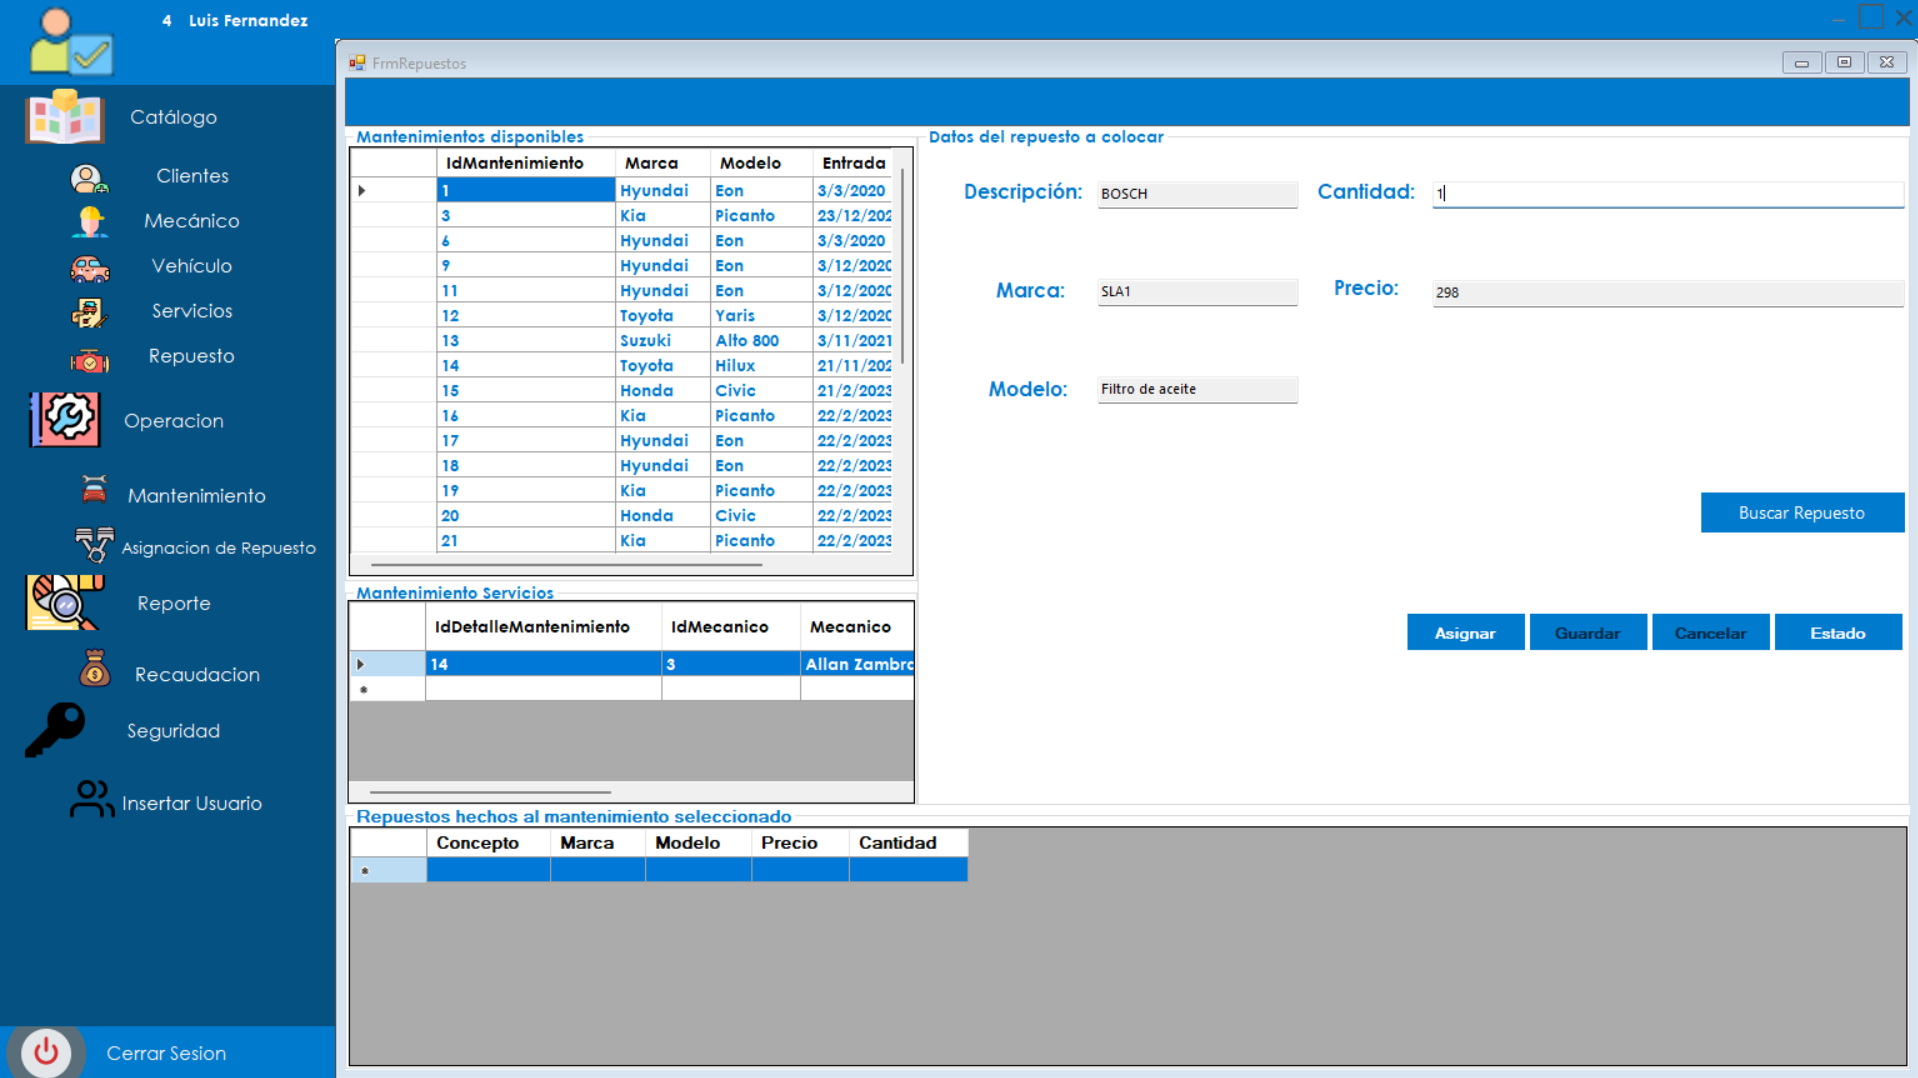 4 Luis Fernandez
Catálogo
Clientes
Mecánico
Vehículo
Servicios
Repuesto
Operacion
Mantenimiento
Asignacion de Repuesto
Reporte
Recaudacion
Seguridad
Insertar Usuario
Cerrar Sesion
FrmRepuestos
Mantenimientos disponibles
IdMantenimiento Marca Modelo Entrada
1 Hyundai Eon 3/3/2020
3 Kia Picanto 23/12/202
6 Hyundai Eon 3/3/2020
9 Hyundai Eon 3/12/2020
11 Hyundai Eon 3/12/2020
12 Toyota Yaris 3/12/2020
13 Suzuki Alto 800 3/11/2021
14 Toyota Hilux 21/11/202
15 Honda Civic 21/2/2023
16 Kia Picanto 22/2/2023
17 Hyundai Eon 22/2/2023
18 Hyundai Eon 22/2/2023
19 Kia Picanto 22/2/2023
20 Honda Civic 22/2/2023
21 Kia Picanto 22/2/2023
Mantenimiento Servicios
IdDetalleMantenimiento IdMecanico Mecanico
14 3 Allan Zambra
Datos del repuesto a colocar
Descripción: BOSCH Cantidad: 1
Marca: SLA1 Precio: 298
Modelo: Filtro de aceite
Buscar Repuesto
Asignar Guardar Cancelar Estado
Repuestos hechos al mantenimiento seleccionado
Concepto Marca Modelo Precio Cantidad